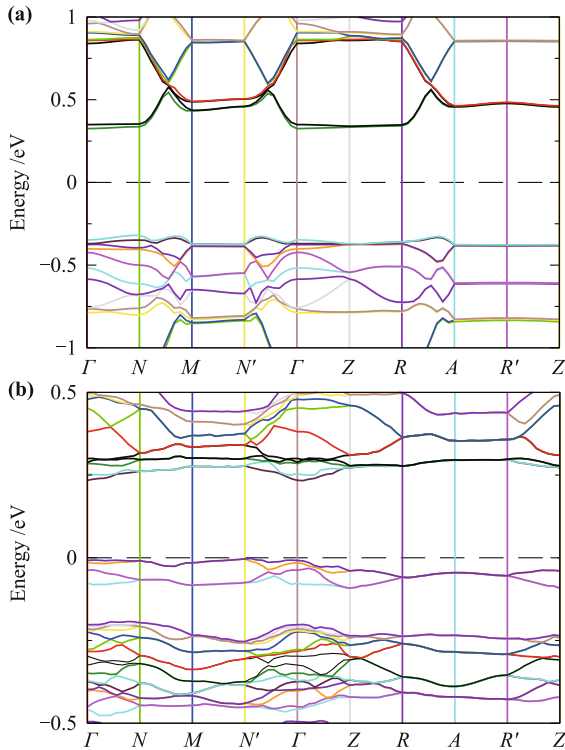 (a)
Energy /eV
1
0.5
0
−0.5
−1
Γ N M N′ Γ Z R A R′ Z
(b)
Energy /eV
0.5
0
−0.5
Γ N M N′ Γ Z R A R′ Z